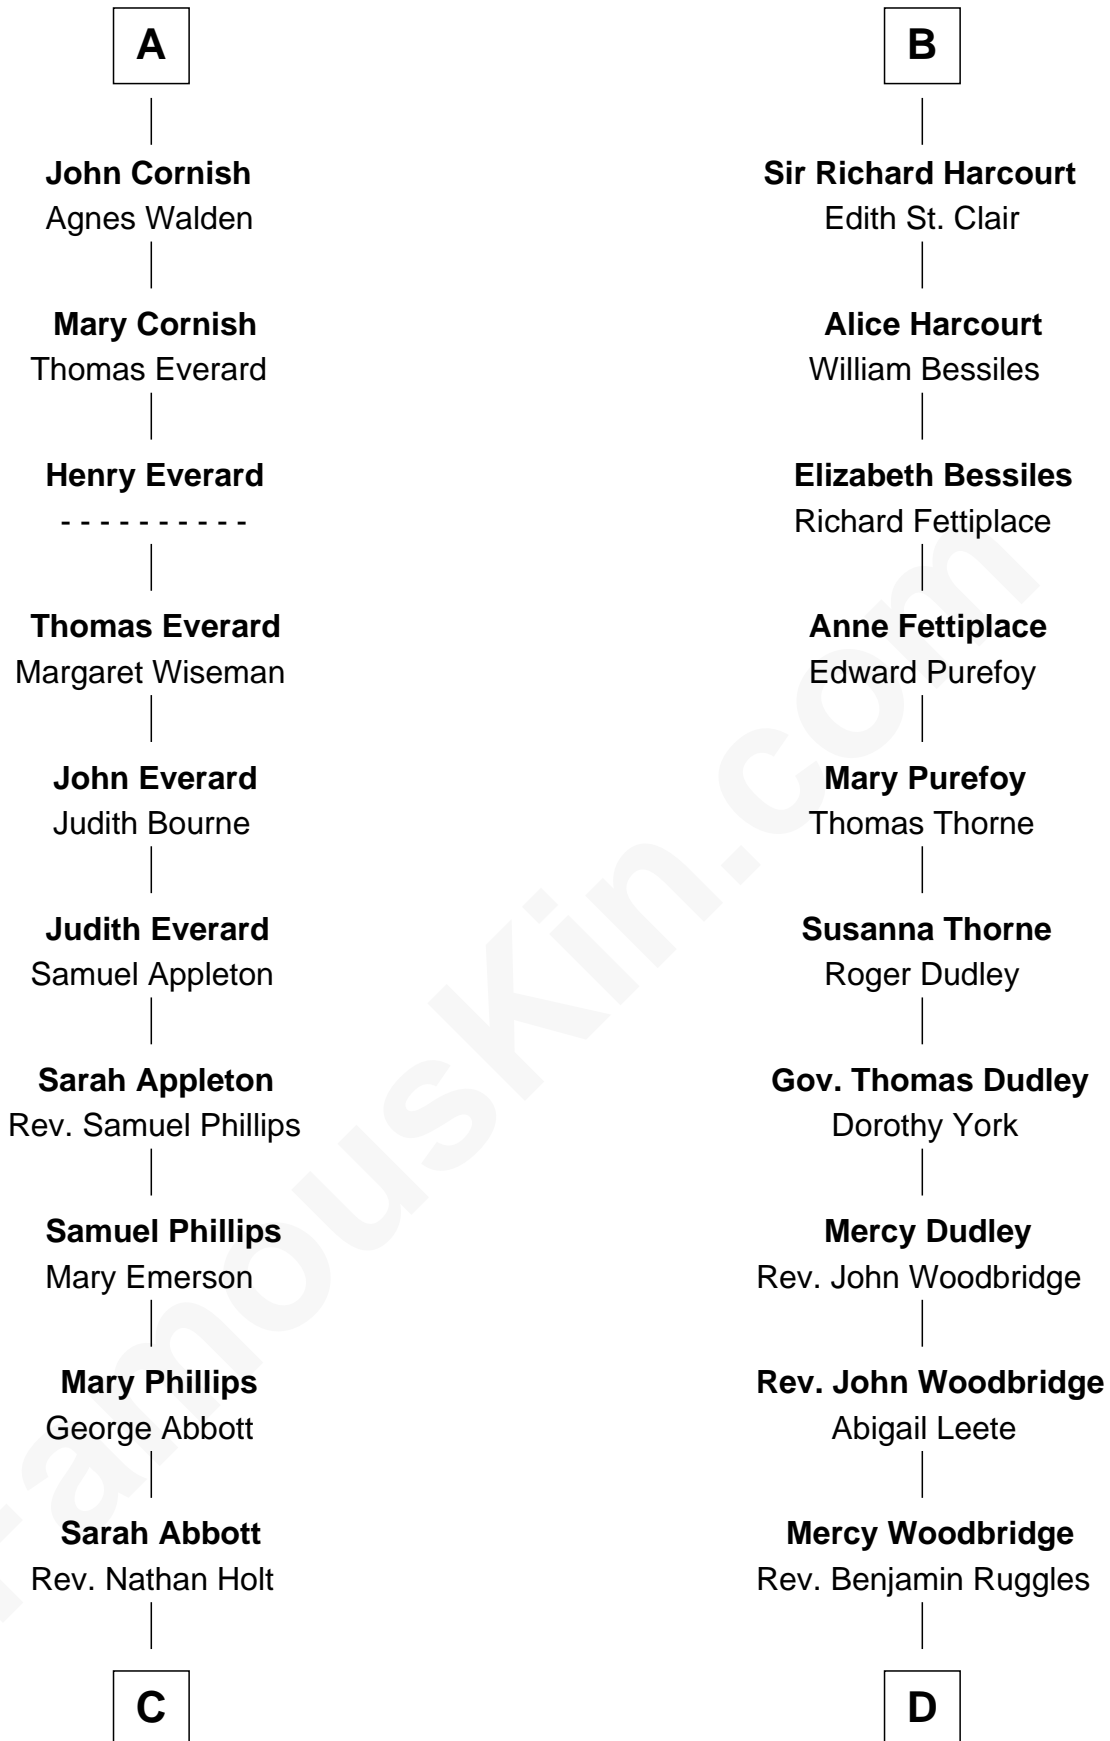 A
John Cornish
Agnes Walden
Mary Cornish
Thomas Everard
Henry Everard
- - - - - - - - - -
Thomas Everard
Margaret Wiseman
John Everard
Judith Bourne
Judith Everard
Samuel Appleton
Sarah Appleton
Rev. Samuel Phillips
Samuel Phillips
Mary Emerson
Mary Phillips
George Abbott
Sarah Abbott
Rev. Nathan Holt
C
B
Sir Richard Harcourt
Edith St. Clair
Alice Harcourt
William Bessiles
Elizabeth Bessiles
Richard Fettiplace
Anne Fettiplace
Edward Purefoy
Mary Purefoy
Thomas Thorne
Susanna Thorne
Roger Dudley
Gov. Thomas Dudley
Dorothy York
Mercy Dudley
Rev. John Woodbridge
Rev. John Woodbridge
Abigail Leete
Mercy Woodbridge
Rev. Benjamin Ruggles
D
FamousKin.com